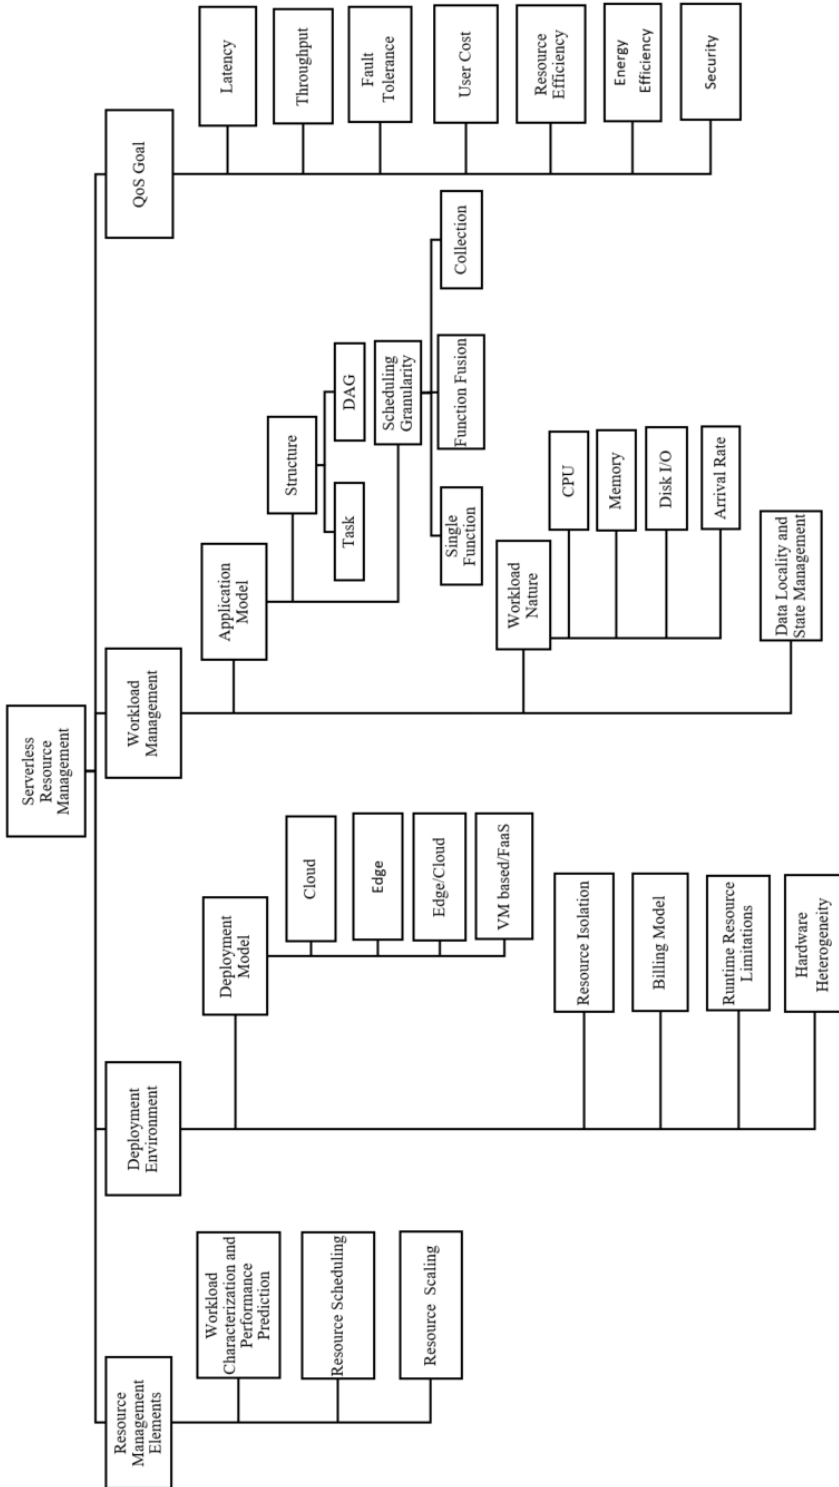 Serverless
Resource
Management
Resource
Management
Elements
Workload
Characterization and
Performance
Prediction
Resource Scheduling
Resource Scaling
Deployment
Environment
Deployment
Model
Cloud
Edge
Edge/Cloud
VM based/FaaS
Resource Isolation
Billing Model
Runtime Resource
Limitations
Hardware
Heterogeneity
Workload
Management
Application
Model
Structure
Task
DAG
Scheduling
Granularity
Single
Function
Function Fusion
Collection
Workload
Nature
CPU
Memory
Disk I/O
Arrival Rate
Data Locality and
State Management
QoS Goal
Latency
Throughput
Fault
Tolerance
User Cost
Resource
Efficiency
Energy
Efficiency
Security